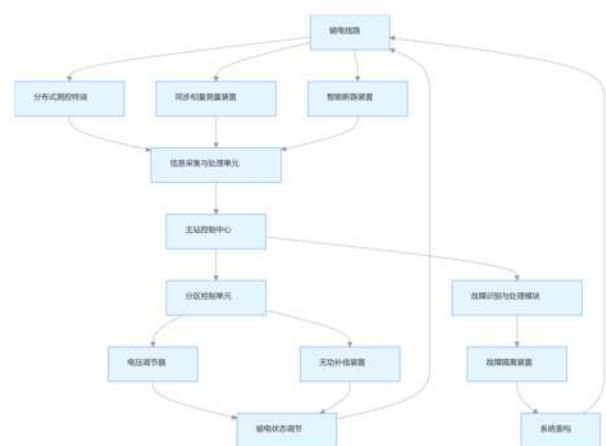 输电线路
分布式测控终端
同步相量测量装置
智能断路装置
信息采集与处理单元
主站控制中心
分区控制单元
故障识别与处理模块
电压调节器
无功补偿装置
故障隔离装置
输电状态调节
系统重构